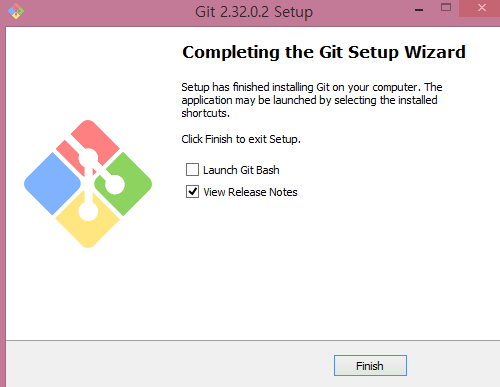 Git 2.32.0.2 Setup
Completing the Git Setup Wizard
Setup has finished installing Git on your computer. The
application may be launched by selecting the installed
shortcuts.
Click Finish to exit Setup.
Launch Git Bash
View Release Notes
Finish